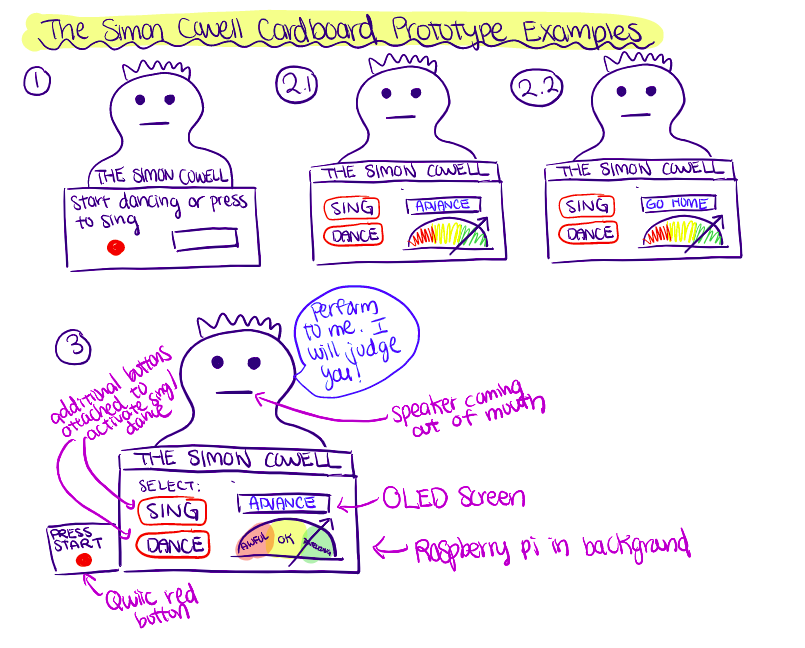 The Simon Cowell Cardboard Prototype Examples
1
THE SIMON COWELL
Start dancing or press
to sing
2.1
THE SIMON COWELL
SING
ADVANCE
DANCE
2.2
THE SIMON COWELL
SING
GO HOME
DANCE
3
Perform
to me. I
will judge
you!
additional buttons
attached to
activate sing/
dance
Speaker coming
out of mouth
THE SIMON COWELL
SELECT:
SING
ADVANCE
OLED Screen
DANCE
AWFUL
OK
PRESS
START
Raspberry pi in background
Qwiic red
button